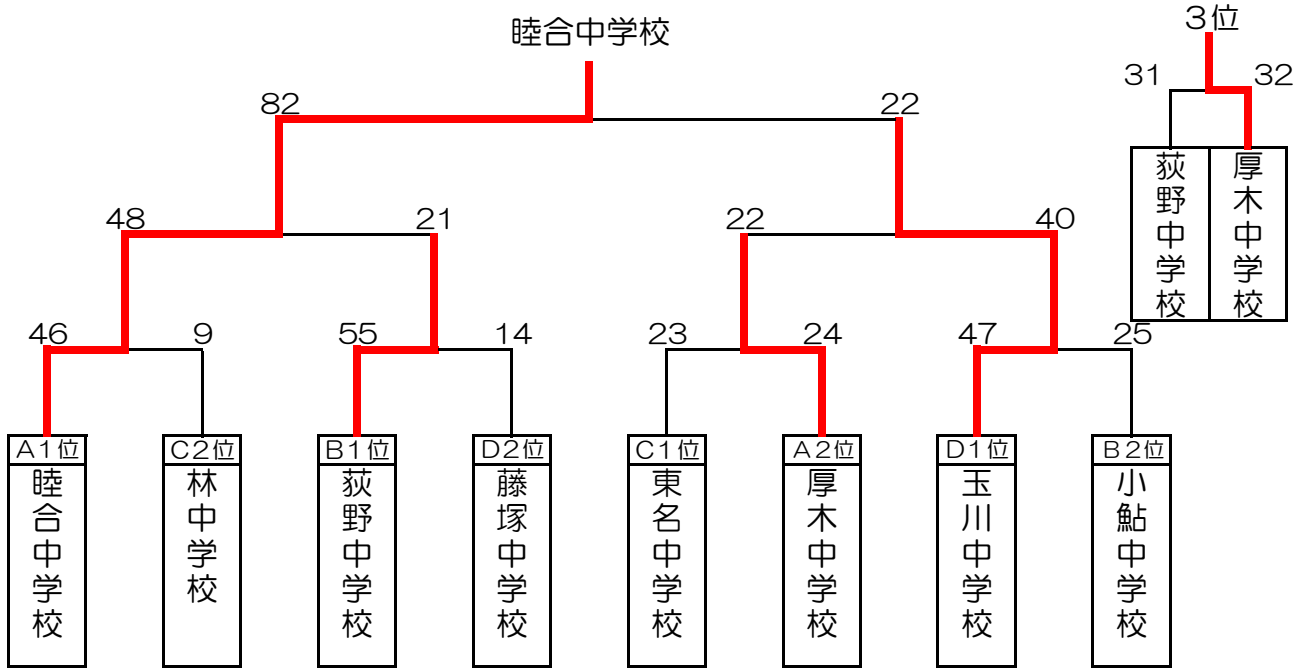 睦合中学校
3位
31
32
荻野中学校
厚木中学校
82
22
48
21
22
40
46
9
55
14
23
24
47
25
A1位
C2位
B1位
D2位
C1位
A2位
D1位
B2位
睦合中学校
林中学校
荻野中学校
藤塚中学校
東名中学校
厚木中学校
玉川中学校
小鮎中学校